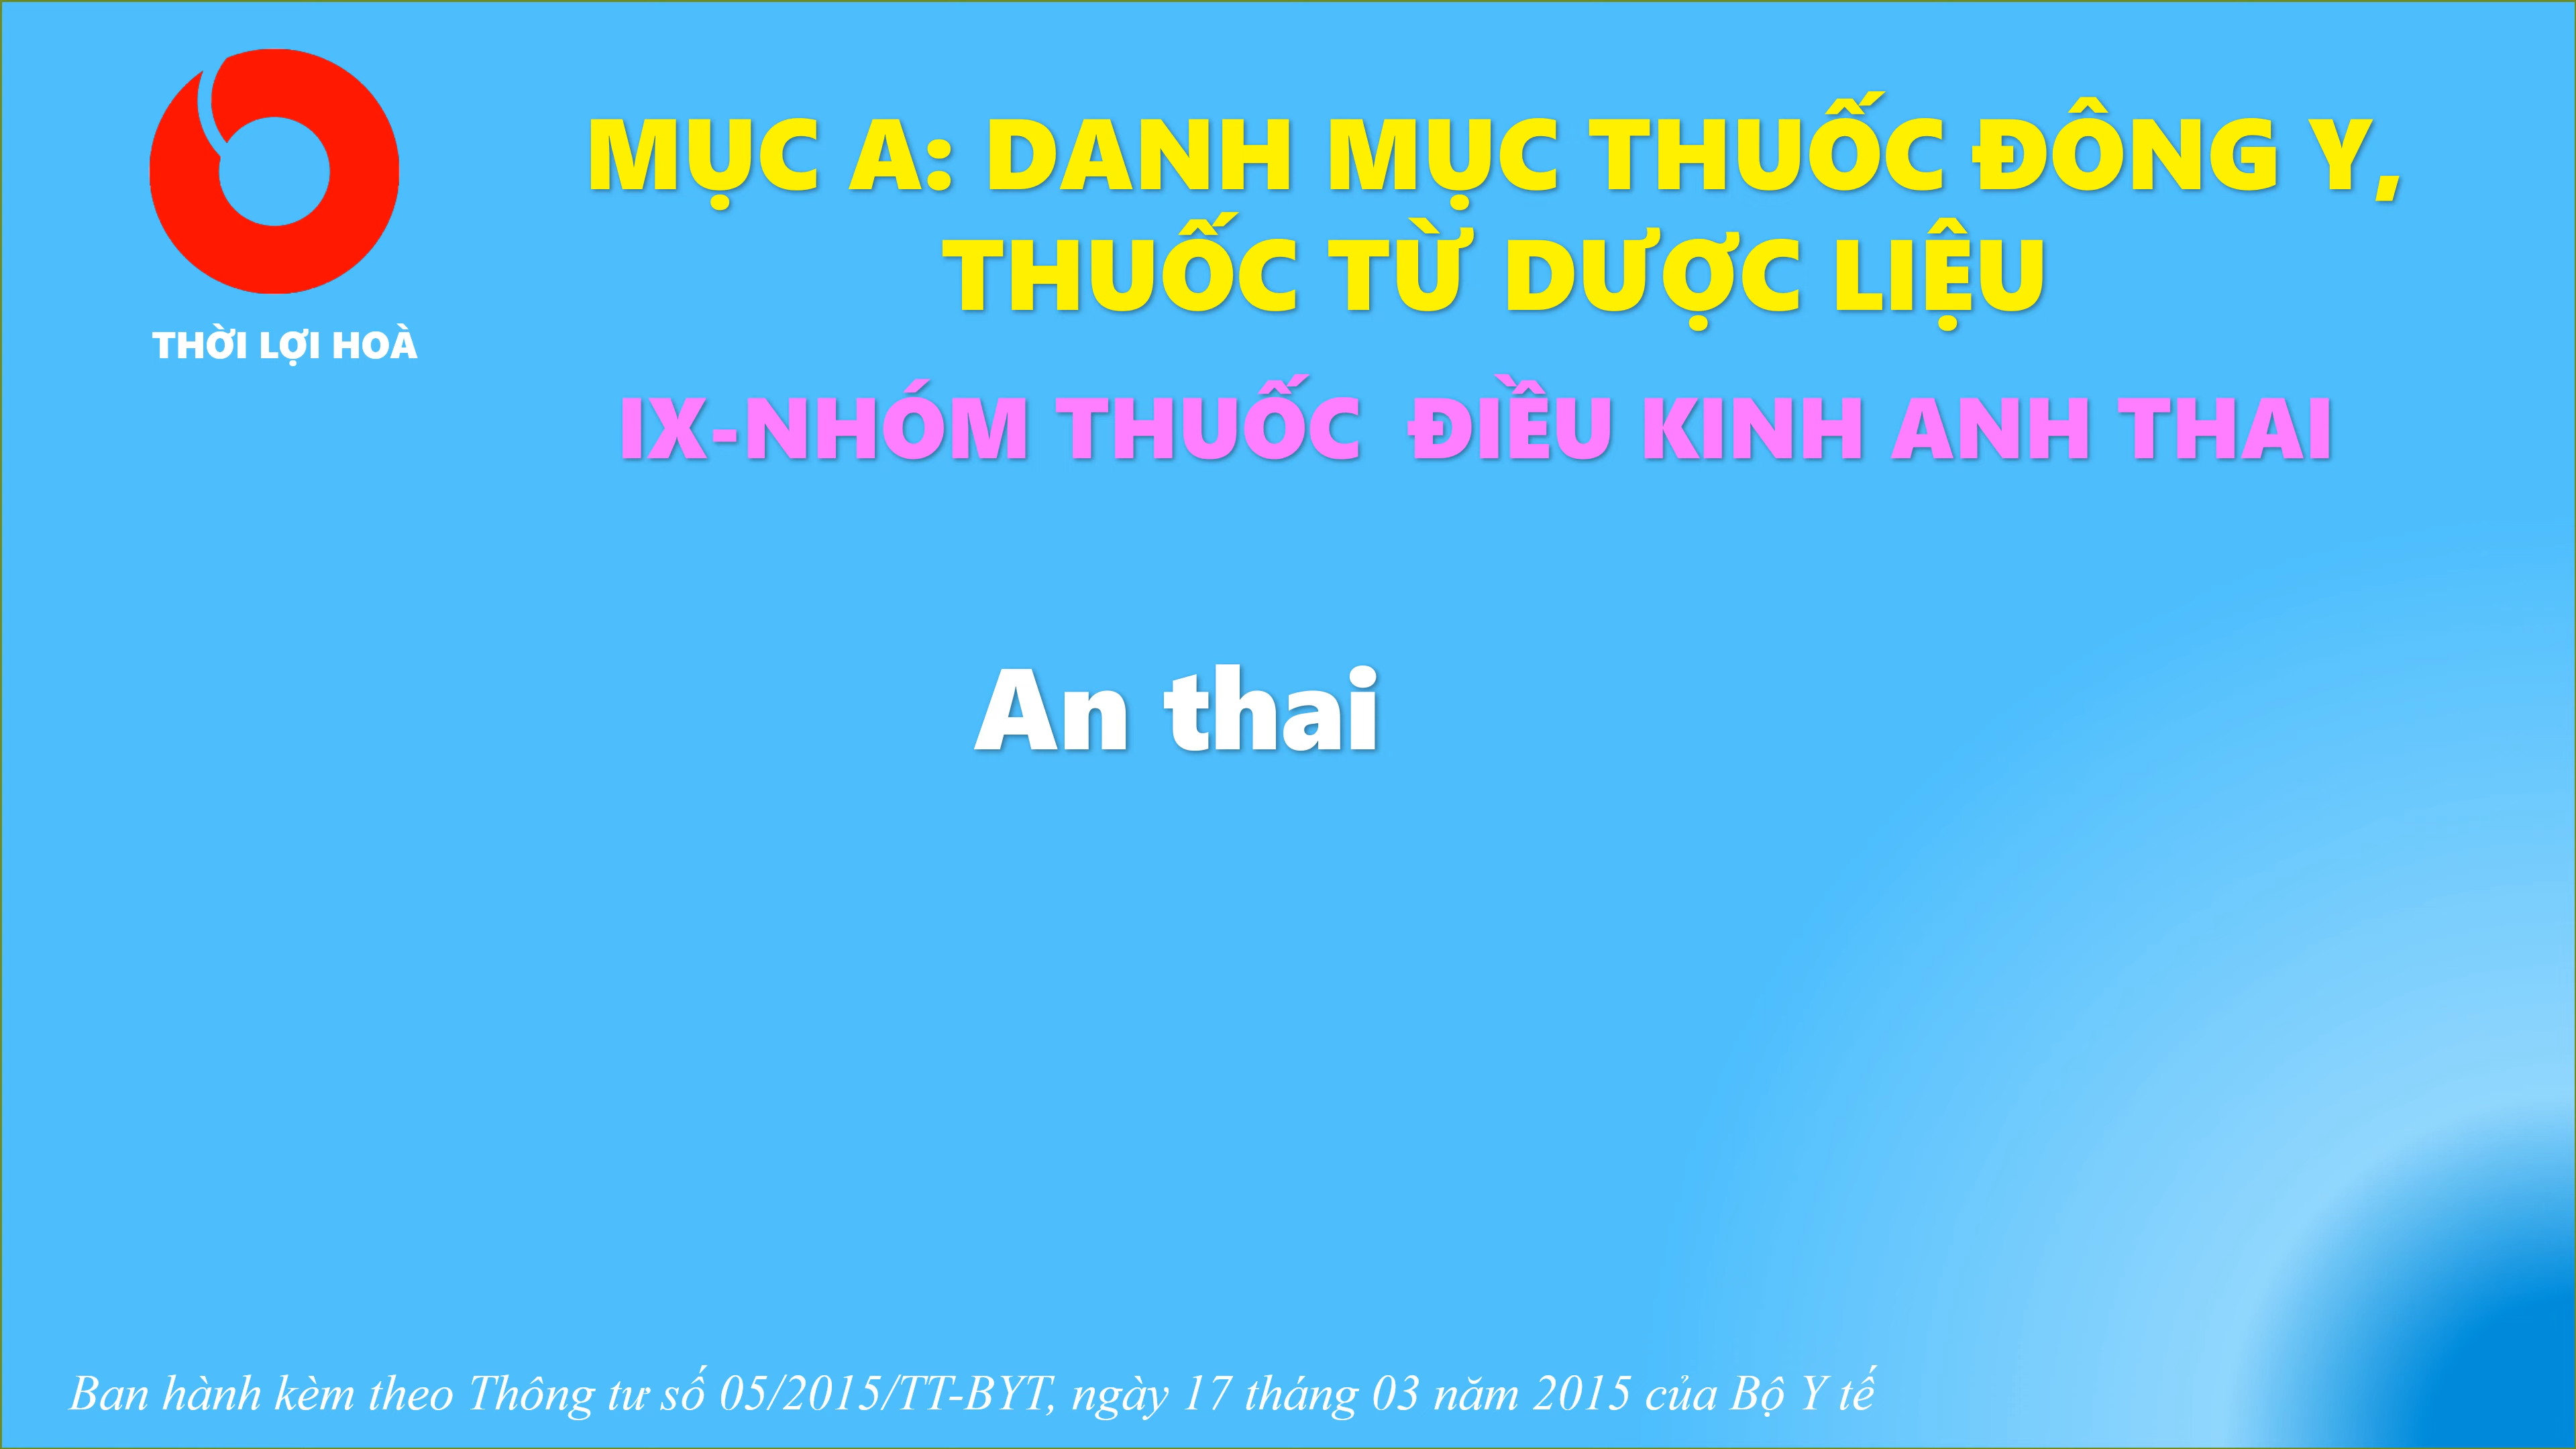 THỜI LỢI HOÀ
MỤC A: DANH MỤC THUỐC ĐÔNG Y,
THUỐC TỪ DƯỢC LIỆU
IX-NHÓM THUỐC ĐIỀU KINH ANH THAI
An thai
Ban hành kèm theo Thông tư số 05/2015/TT-BYT, ngày 17 tháng 03 năm 2015 của Bộ Y tế